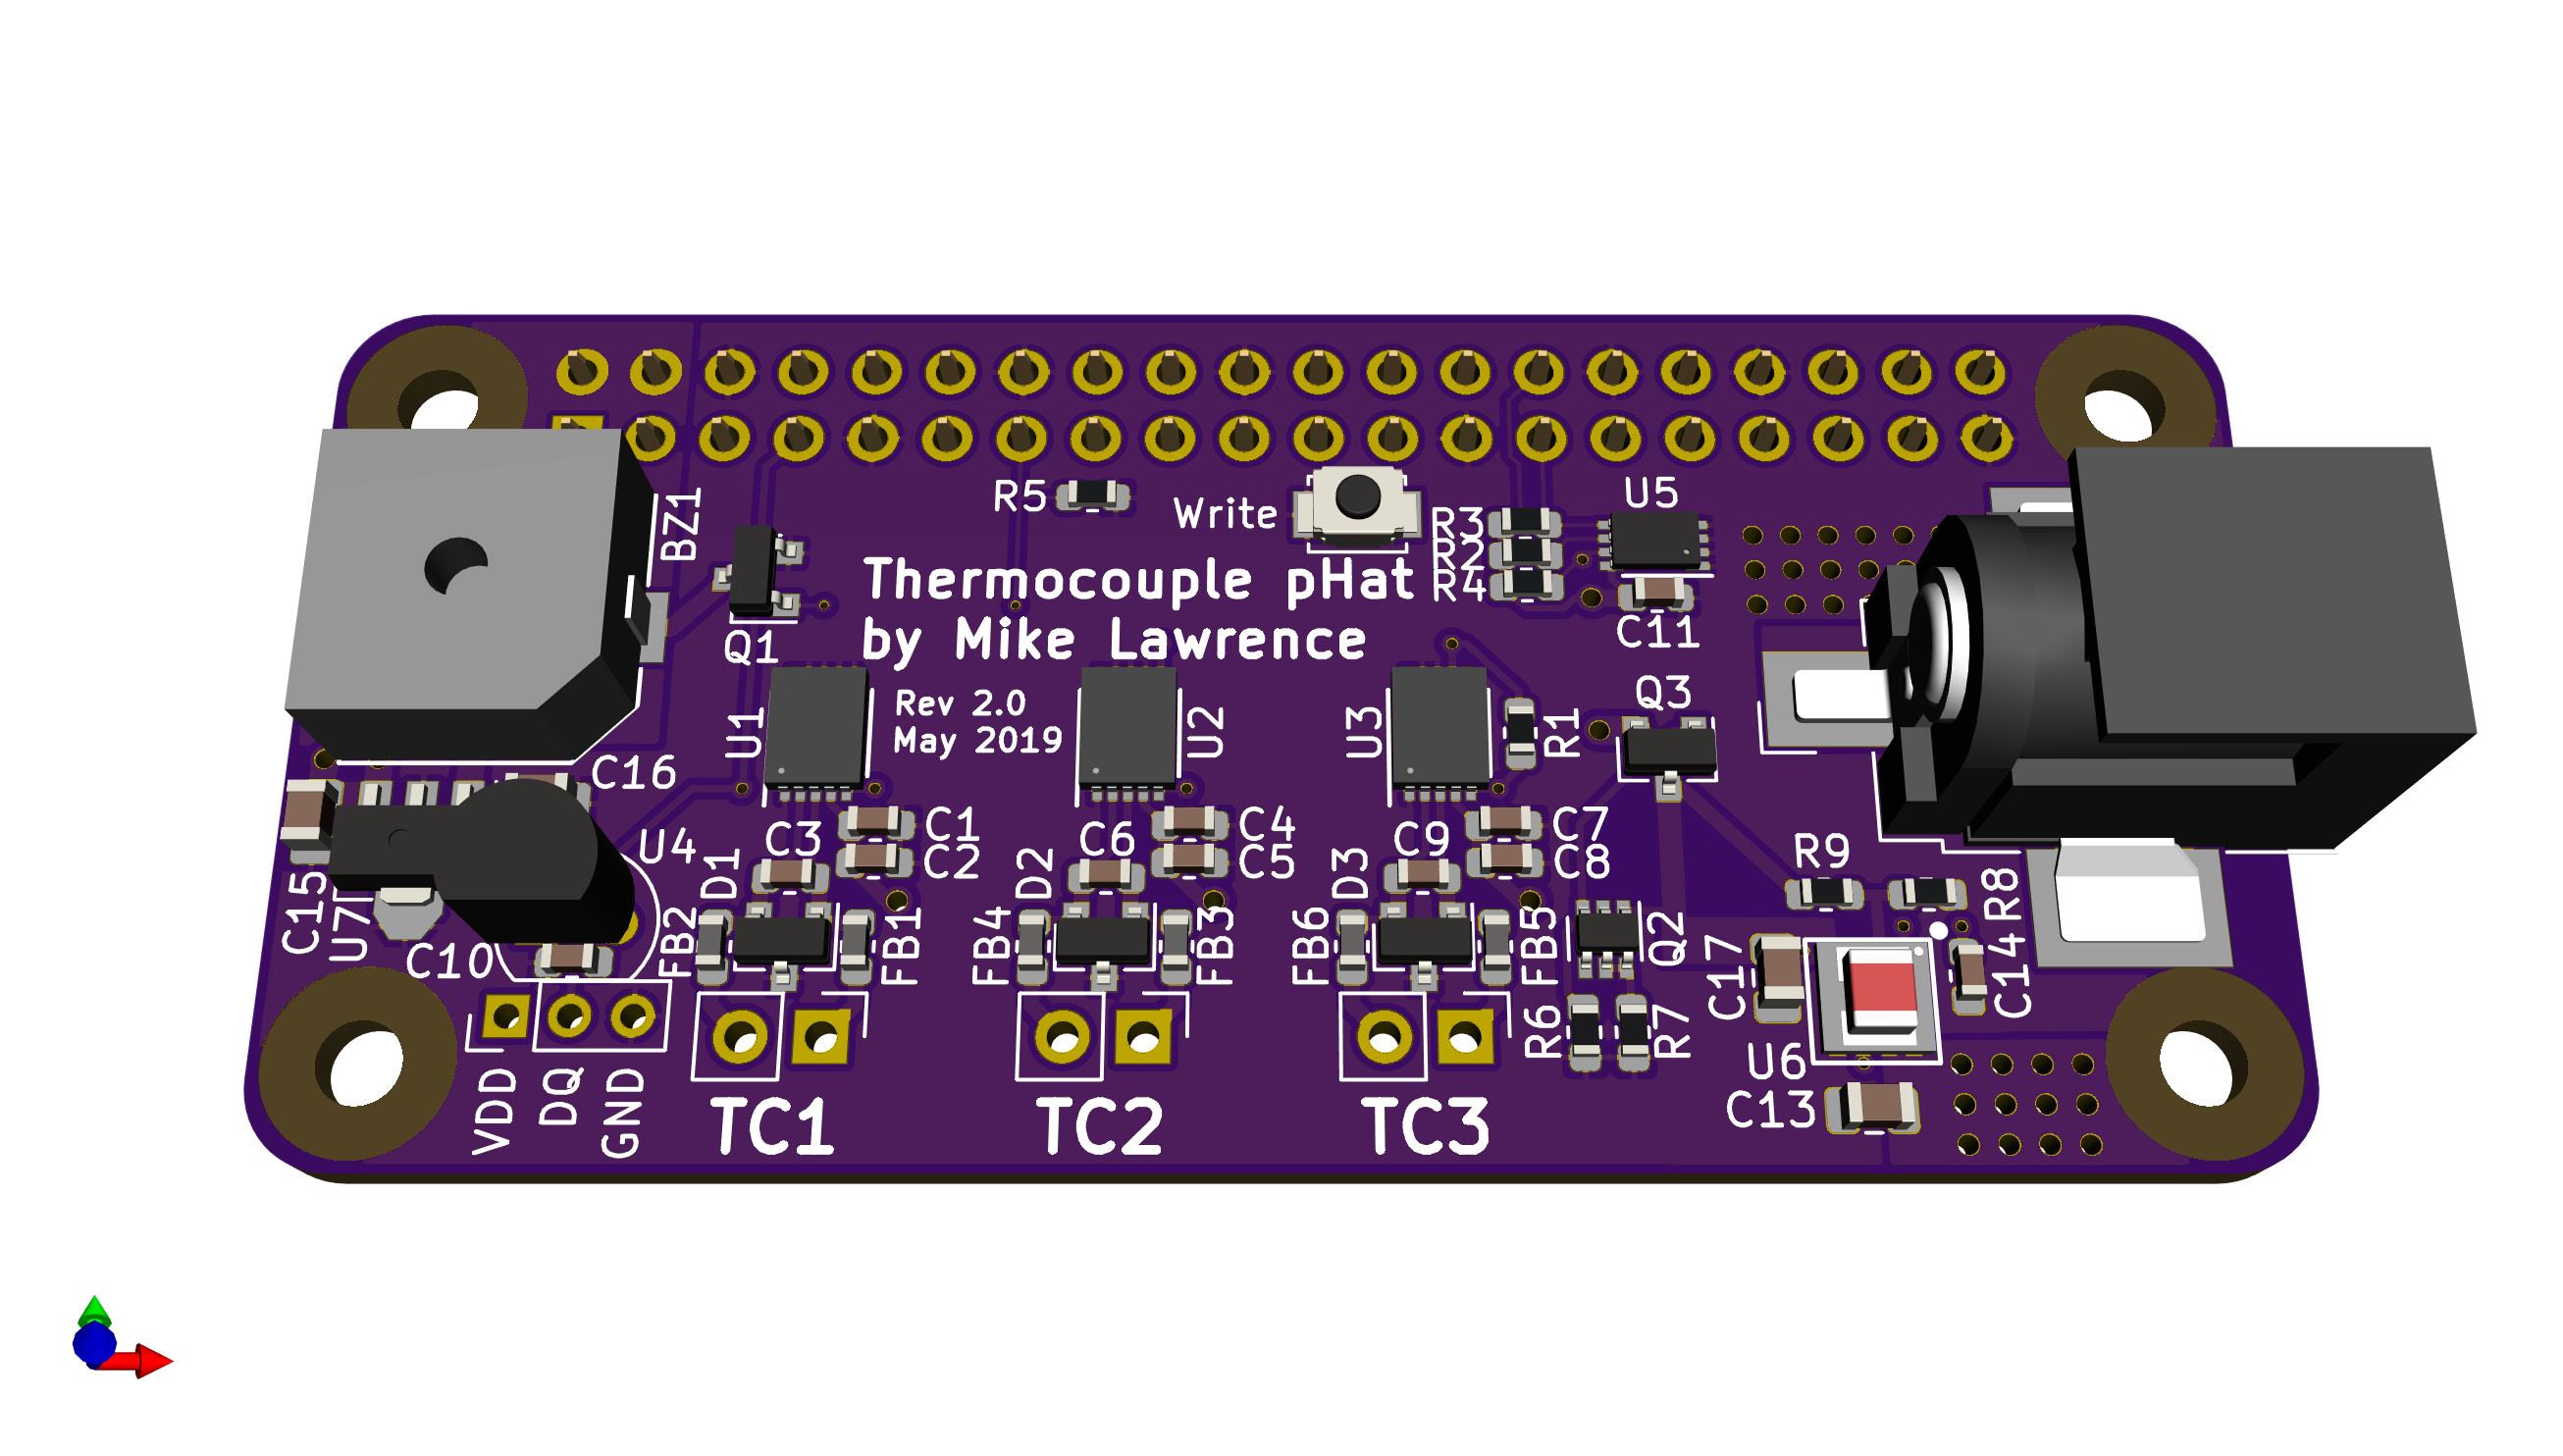 R5
Write
U5
BZ1
R3
R2
R4
Thermocouple pHat
by Mike Lawrence
Q1
C11
Rev 2.0
May 2019
U1
U2
U3
R1
Q3
C16
U4
C3
C1
C2
C6
C4
C5
C9
C7
C8
R9
R8
D1
D2
D3
C15
U7
C10
FB2
FB1
FB4
FB3
FB6
FB5
Q2
C17
C14
R6
R7
U6
C13
VDD
DQ
GND
TC1
TC2
TC3